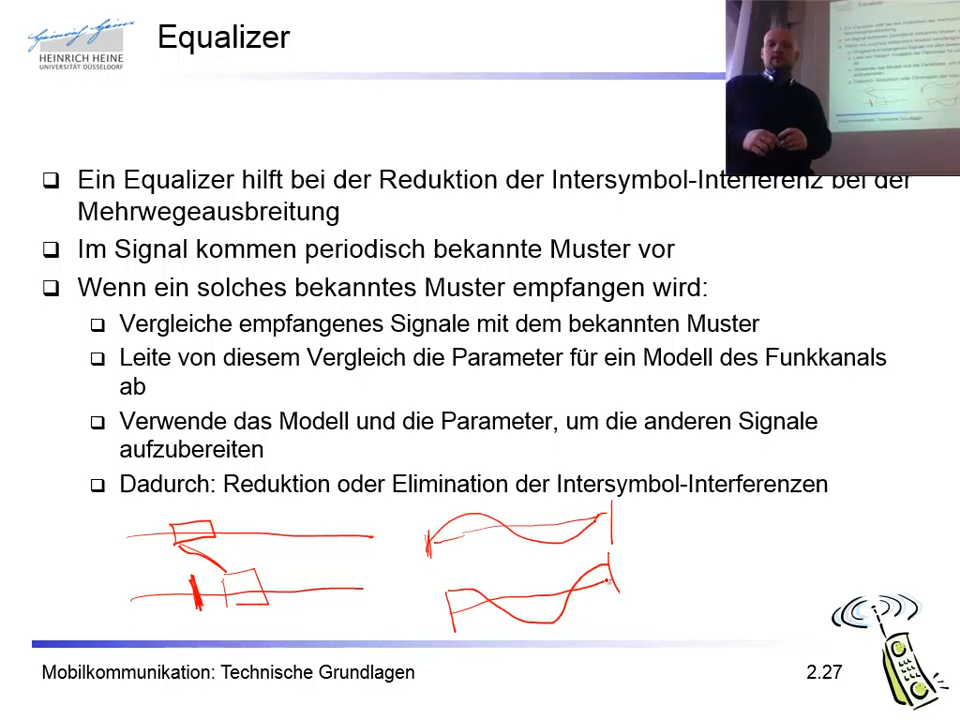 Heinrich Heine
HEINRICH HEINE
UNIVERSITÄT DÜSSELDORF
Equalizer
Ein Equalizer hilft bei der Reduktion der Intersymbol-Interferenz bei der
Mehrwegeausbreitung
Im Signal kommen periodisch bekannte Muster vor
Wenn ein solches bekanntes Muster empfangen wird:
Vergleiche empfangenes Signale mit dem bekannten Muster
Leite von diesem Vergleich die Parameter für ein Modell des Funkkanals
ab
Verwende das Modell und die Parameter, um die anderen Signale
aufzubereiten
Dadurch: Reduktion oder Elimination der Intersymbol-Interferenzen
Mobilkommunikation: Technische Grundlagen
2.27